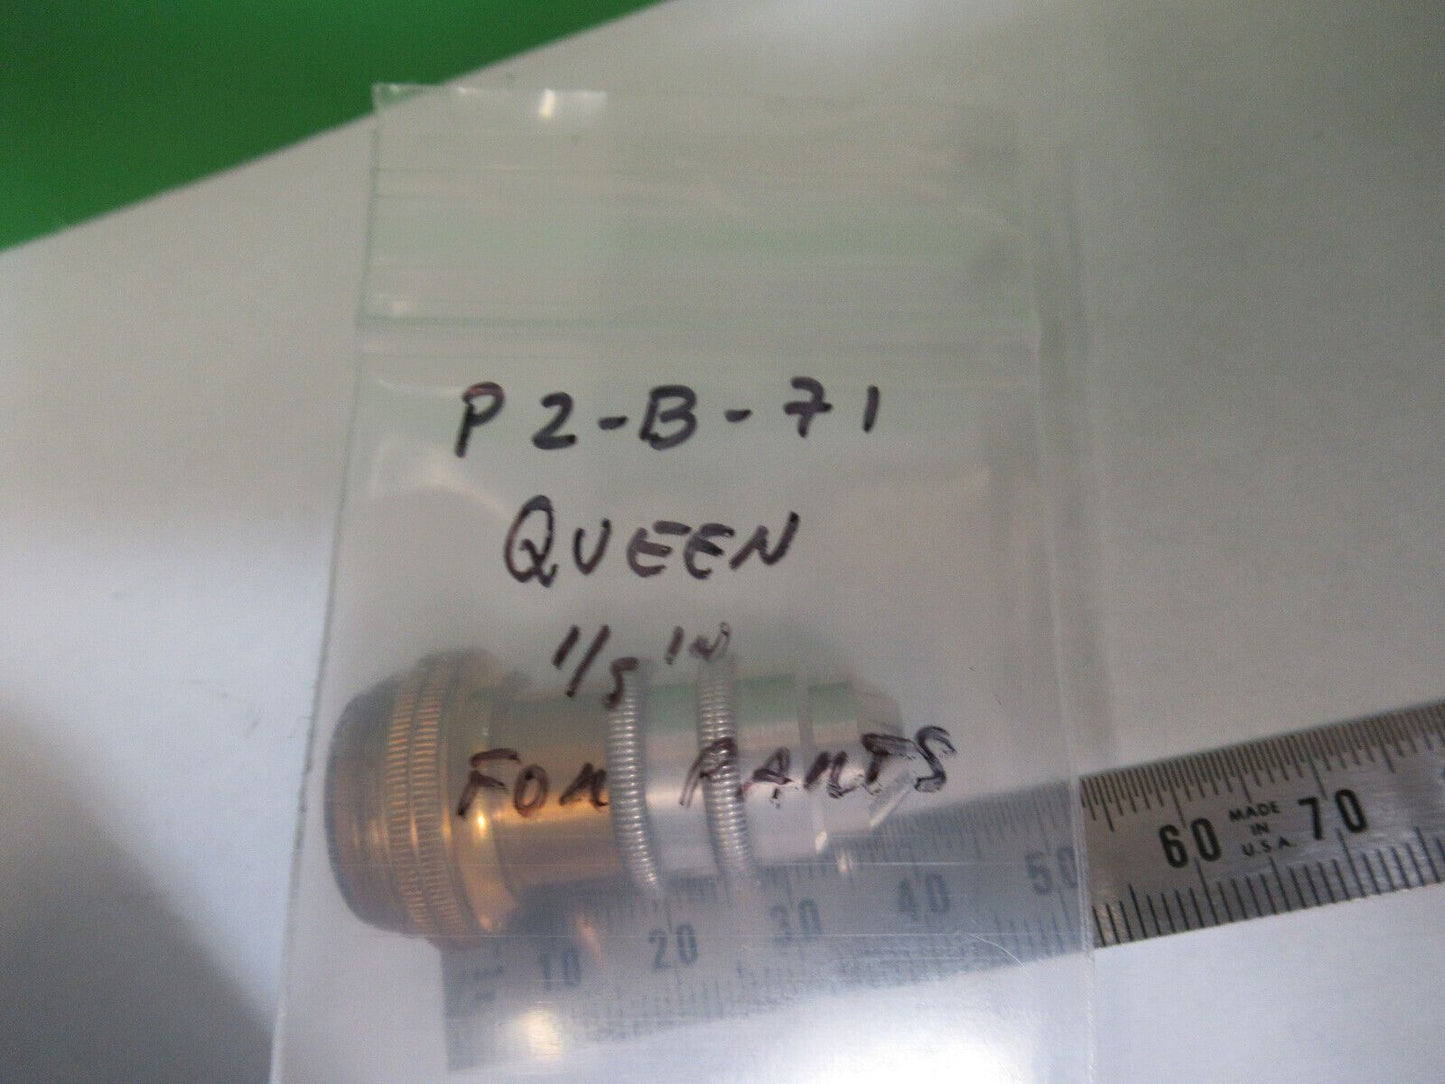 P2-B-71
QUEEN
1/5 IN
FOR PARTS
10 20 30 40 50 60 70
MADE
IN
U.S.A.